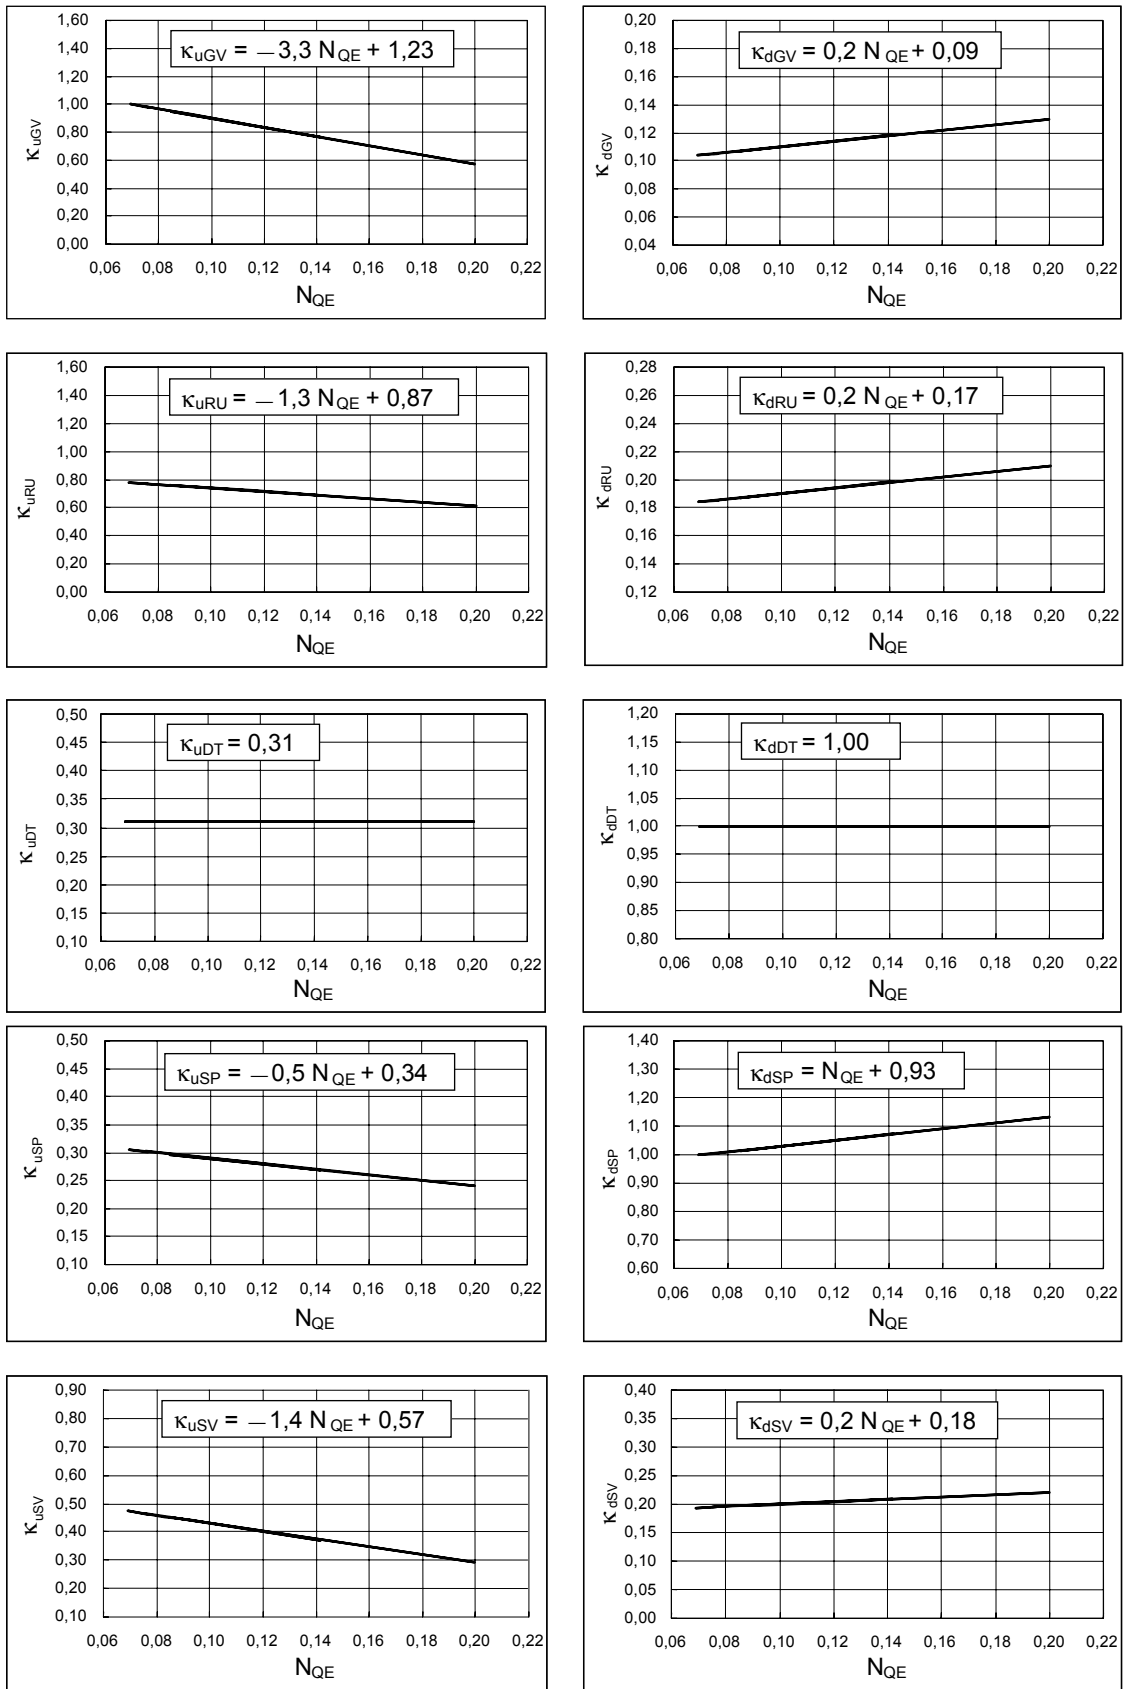 1,60
1,40
1,20
1,00
0,80
0,60
0,40
0,20
0,00
κuGV
κuGV = — 3,3 NQE + 1,23
0,06 0,08 0,10 0,12 0,14 0,16 0,18 0,20 0,22
NQE
0,20
0,18
0,16
0,14
0,12
0,10
0,08
0,06
0,04
κdGV
κdGV = 0,2 NQE + 0,09
0,06 0,08 0,10 0,12 0,14 0,16 0,18 0,20 0,22
NQE
1,60
1,40
1,20
1,00
0,80
0,60
0,40
0,20
0,00
κuRU
κuRU = — 1,3 NQE + 0,87
0,06 0,08 0,10 0,12 0,14 0,16 0,18 0,20 0,22
NQE
0,28
0,26
0,24
0,22
0,20
0,18
0,16
0,14
0,12
κdRU
κdRU = 0,2 NQE + 0,17
0,06 0,08 0,10 0,12 0,14 0,16 0,18 0,20 0,22
NQE
0,50
0,45
0,40
0,35
0,30
0,25
0,20
0,15
0,10
κuDT
κuDT = 0,31
0,06 0,08 0,10 0,12 0,14 0,16 0,18 0,20 0,22
NQE
1,20
1,15
1,10
1,05
1,00
0,95
0,90
0,85
0,80
κdDT
κdDT = 1,00
0,06 0,08 0,10 0,12 0,14 0,16 0,18 0,20 0,22
NQE
0,50
0,45
0,40
0,35
0,30
0,25
0,20
0,15
0,10
κuSP
κuSP = — 0,5 NQE + 0,34
0,06 0,08 0,10 0,12 0,14 0,16 0,18 0,20 0,22
NQE
1,40
1,30
1,20
1,10
1,00
0,90
0,80
0,70
0,60
κdSP
κdSP = NQE + 0,93
0,06 0,08 0,10 0,12 0,14 0,16 0,18 0,20 0,22
NQE
0,90
0,80
0,70
0,60
0,50
0,40
0,30
0,20
0,10
κuSV
κuSV = — 1,4 NQE + 0,57
0,06 0,08 0,10 0,12 0,14 0,16 0,18 0,20 0,22
NQE
0,40
0,35
0,30
0,25
0,20
0,15
0,10
0,05
0,00
κdSV
κdSV = 0,2 NQE + 0,18
0,06 0,08 0,10 0,12 0,14 0,16 0,18 0,20 0,22
NQE